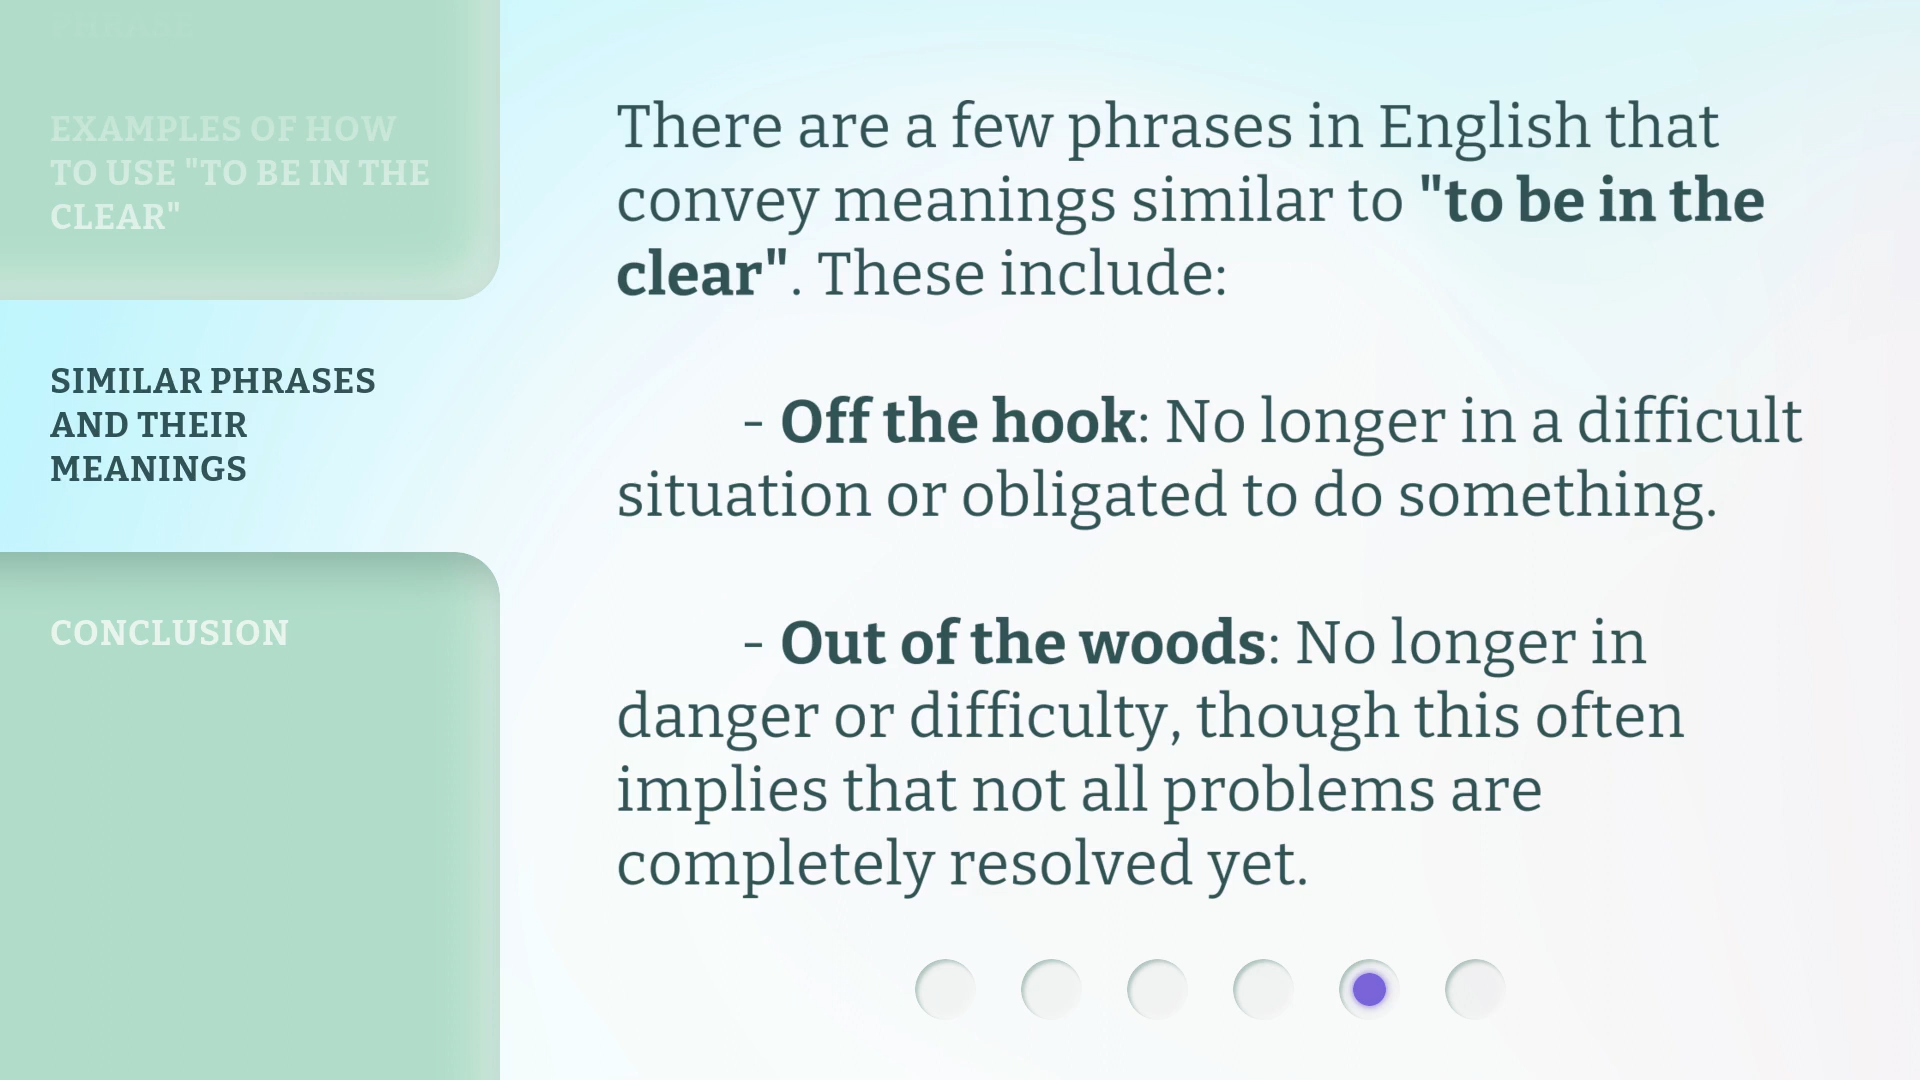 PHRASE
EXAMPLES OF HOW
TO USE "TO BE IN THE
CLEAR"
SIMILAR PHRASES
AND THEIR
MEANINGS
CONCLUSION
There are a few phrases in English that
convey meanings similar to "to be in the
clear". These include:
- Off the hook: No longer in a difficult
situation or obligated to do something.
- Out of the woods: No longer in
danger or difficulty, though this often
implies that not all problems are
completely resolved yet.